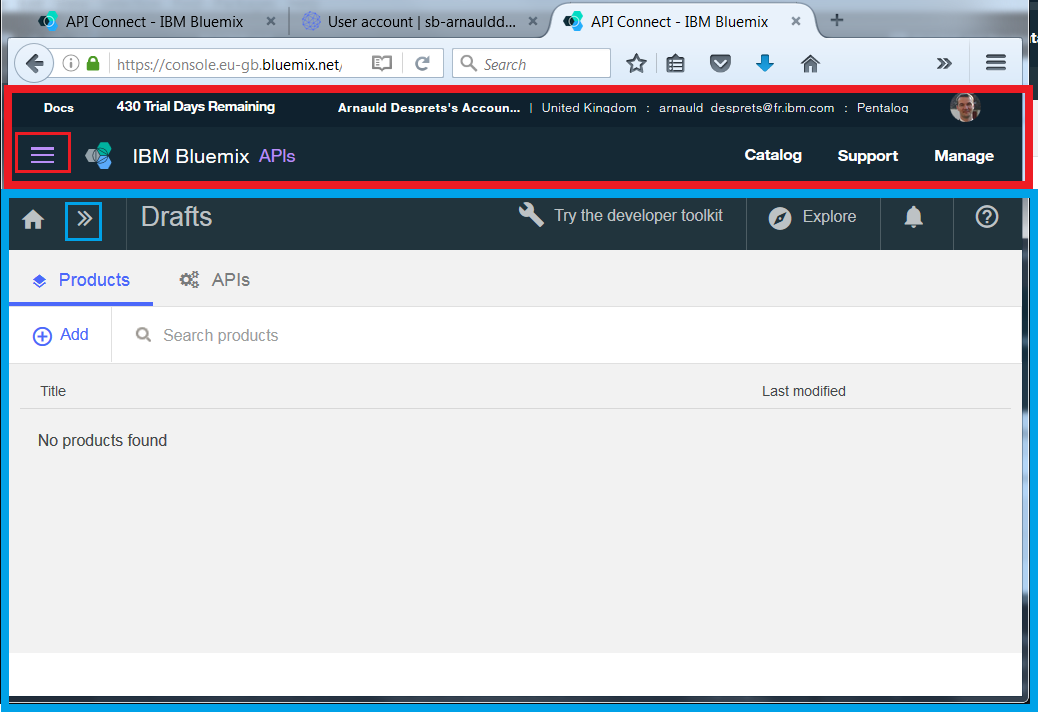 API Connect - IBM Bluemix User account | sb-arnauldd... API Connect - IBM Bluemix
https://console.eu-gb.bluemix.net/ Search
Docs 430 Trial Days Remaining Arnauld Desprets's Accoun... | United Kingdom : arnauld_desprets@fr.ibm.com : Pentalog
IBM Bluemix APIs Catalog Support Manage
Drafts Try the developer toolkit Explore
Products APIs
Add Search products
Title Last modified
No products found